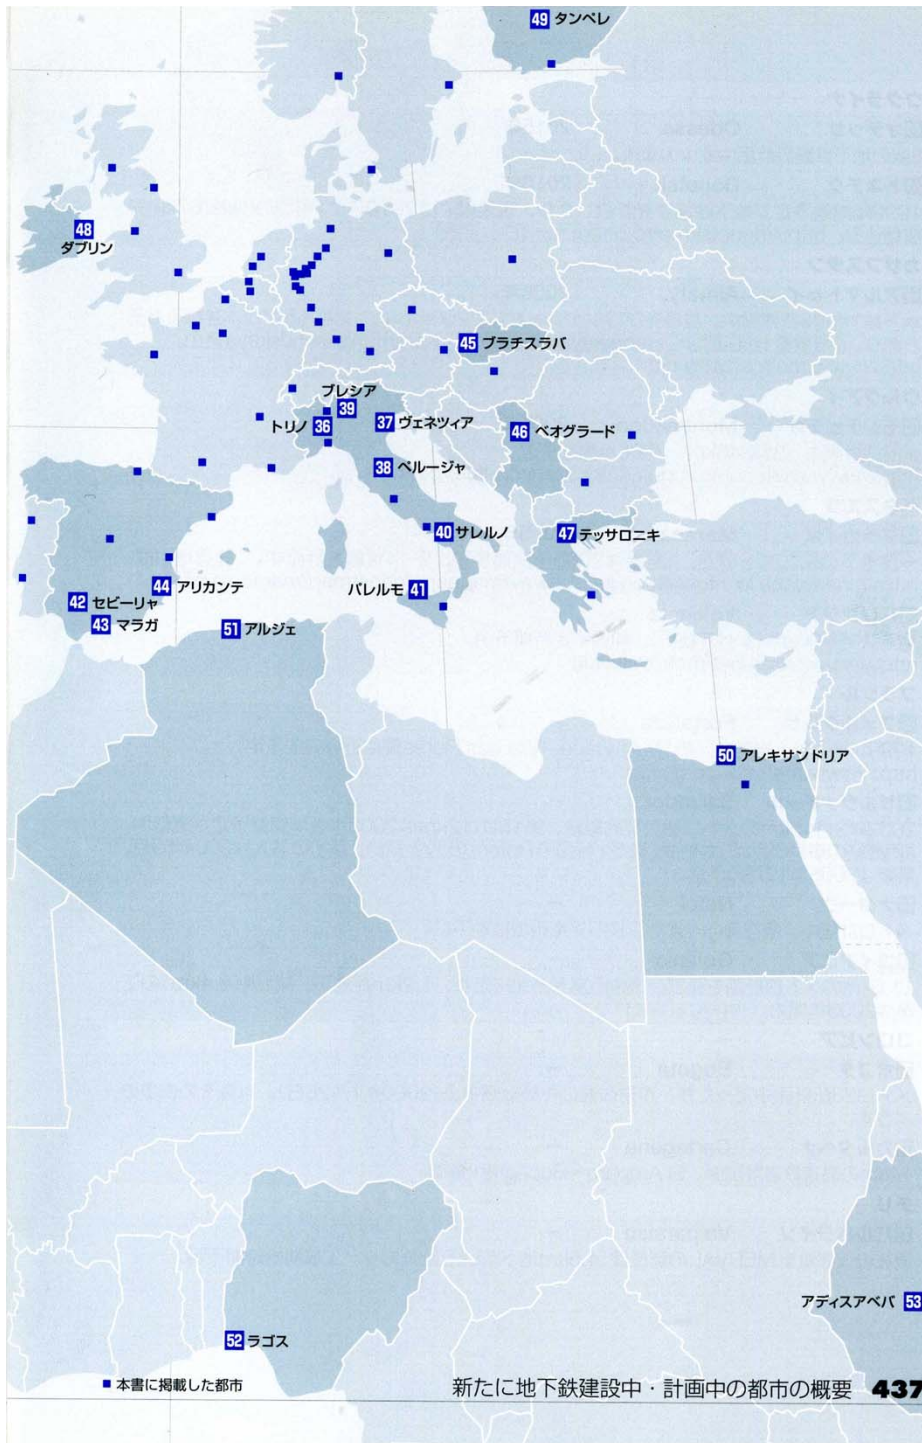 49 タンペレ
48
ダブリン
45 ブラチスラバ
ブレシア
39
トリノ 36
37 ヴェネツィア
46 ベオグラード
38 ペルージャ
40 サレルノ
47 テッサロニキ
パレルモ 41
44 アリカンテ
42 セビーリャ
43 マラガ
51 アルジェ
50 アレキサンドリア
アディスアベバ 53
52 ラゴス
■ 本書に掲載した都市
新たに地下鉄建設中・計画中の都市の概要 437